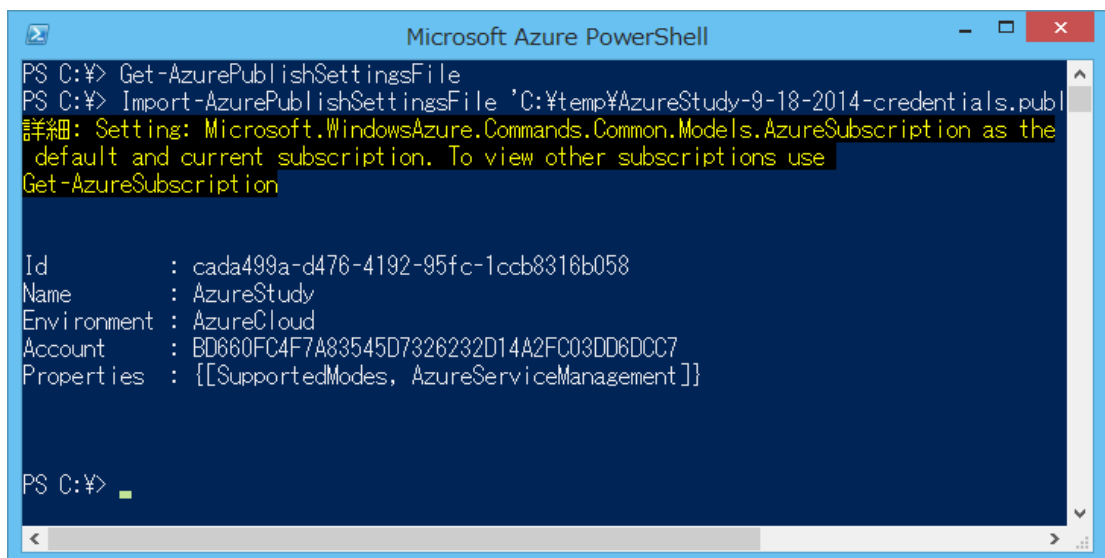 Microsoft Azure PowerShell
PS C:¥> Get-AzurePublishSettingsFile
PS C:¥> Import-AzurePublishSettingsFile 'C:¥temp¥AzureStudy-9-18-2014-credentials.publ
詳細: Setting: Microsoft.WindowsAzure.Commands.Common.Models.AzureSubscription as the
default and current subscription. To view other subscriptions use
Get-AzureSubscription
Id : cada499a-d476-4192-95fc-1ccb8316b058
Name : AzureStudy
Environment : AzureCloud
Account : BD660FC4F7A83545D7326232D14A2FC03DD6DCC7
Properties : {[SupportedModes, AzureServiceManagement]}
PS C:¥>